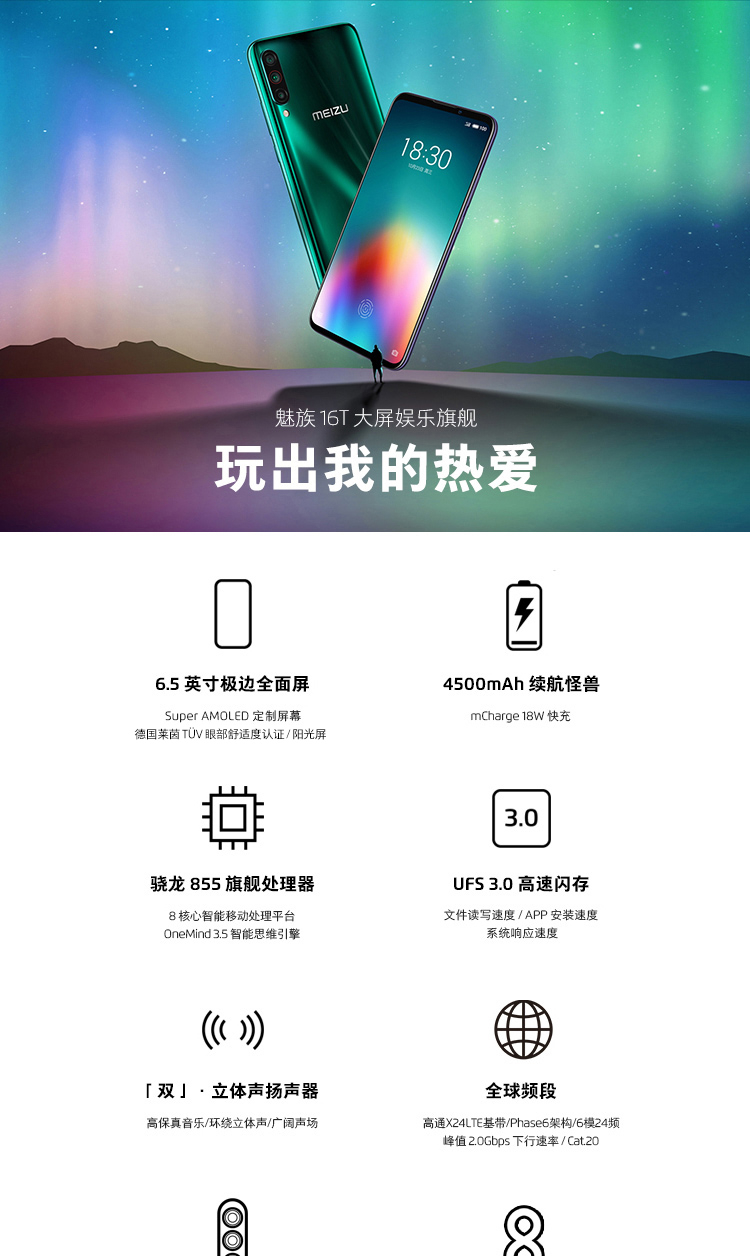 MEIZU
100
18:30
魅族 16T 大屏娱乐旗舰
玩出我的热爱
6.5 英寸极边全面屏
Super AMOLED 定制屏幕
德国莱茵 TÜV 眼部舒适度认证 / 阳光屏
4500mAh 续航怪兽
mCharge 18W 快充
骁龙 855 旗舰处理器
8 核心智能移动处理平台
OneMind 3.5 智能思维引擎
3.0
UFS 3.0 高速闪存
文件读写速度 / APP 安装速度
系统响应速度
「 双 」 · 立体声扬声器
高保真音乐/环绕立体声/广阔声场
全球频段
高通X24LTE基带/Phase6架构/6模24频
峰值 2.0Gbps 下行速率 / Cat.20